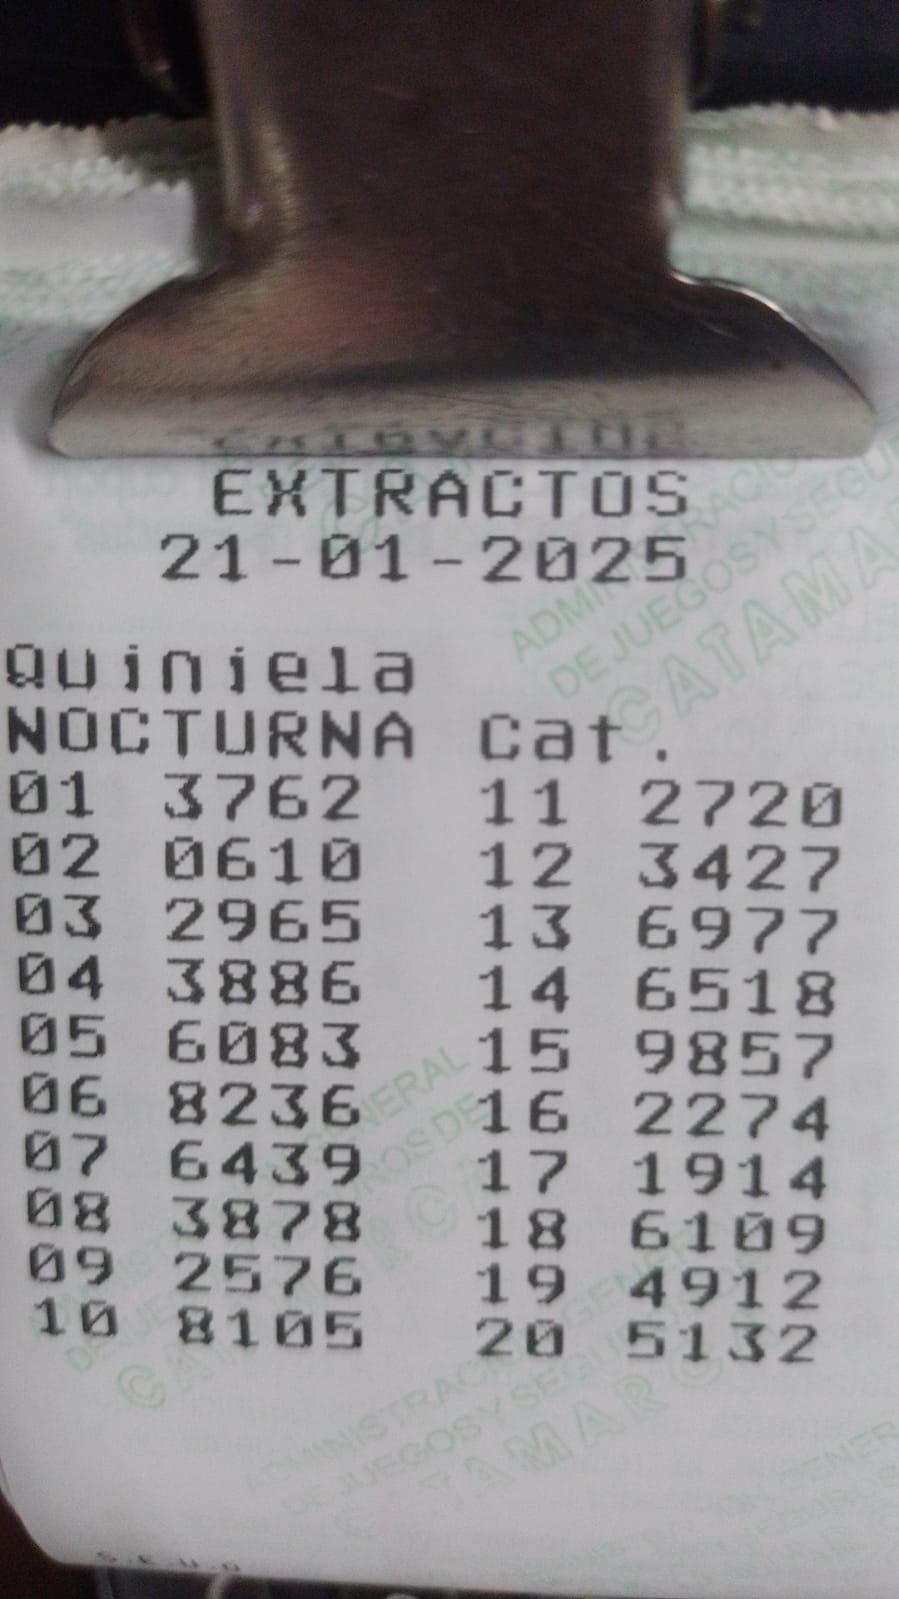 EXTRACTOS
21-01-2025
Quiniela
NOCTURNA Cat.
01 3762 11 2720
02 0610 12 3427
03 2965 13 6977
04 3886 14 6518
05 6083 15 9857
06 8236 16 2274
07 6439 17 1914
08 3878 18 6109
09 2576 19 4912
10 8105 20 5132